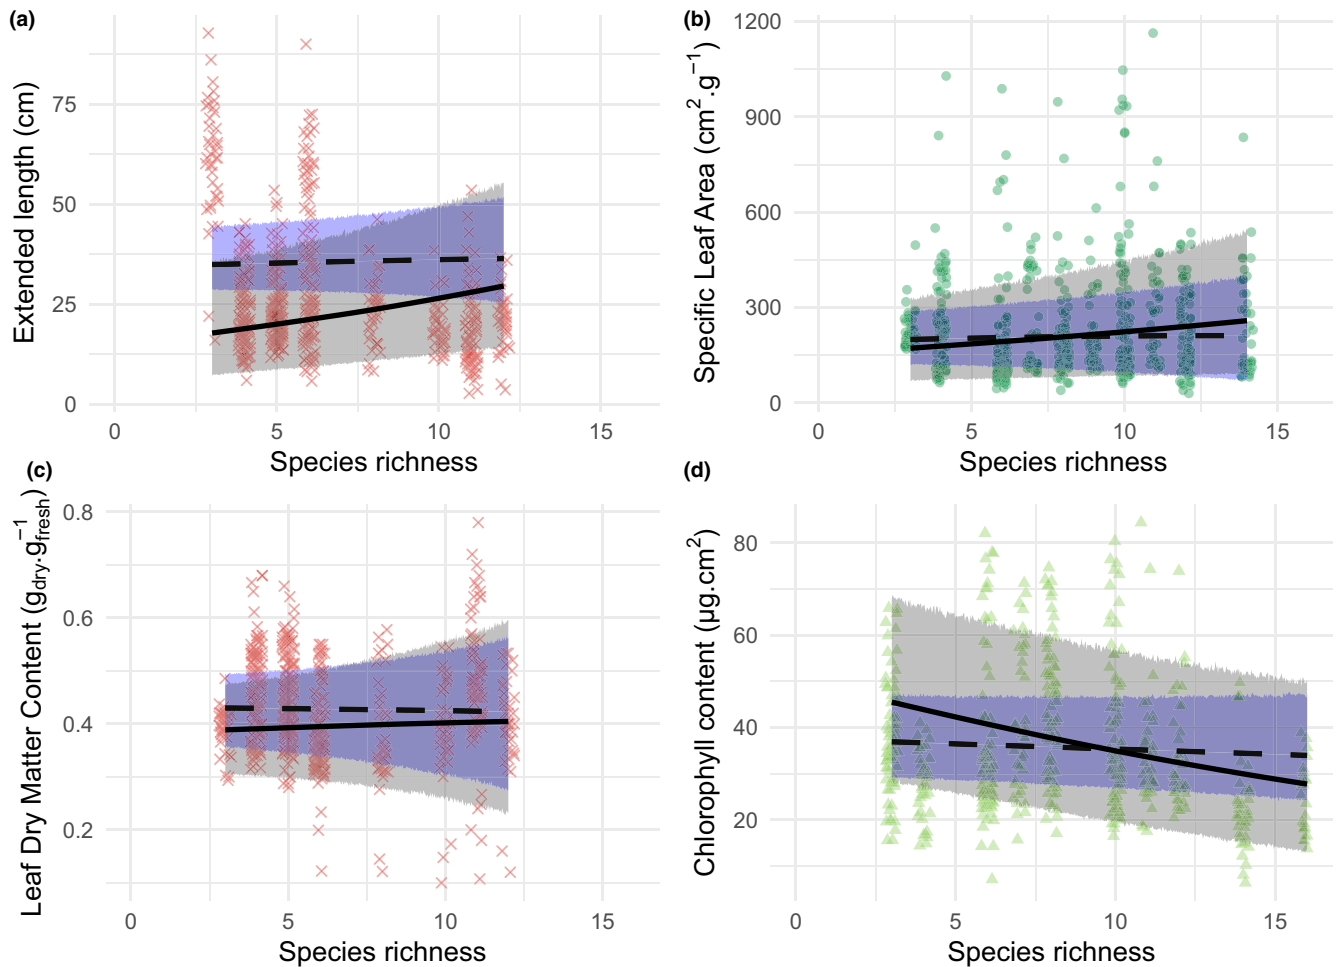 (a)
Extended length (cm)
75
50
25
0
0 5 10 15
Species richness
(b)
Specific Leaf Area (cm².g⁻¹)
1200
900
600
300
0
0 5 10 15
Species richness
(c)
Leaf Dry Matter Content (g_dry.g⁻¹_fresh)
0.8
0.6
0.4
0.2
0 5 10 15
Species richness
(d)
Chlorophyll content (µg.cm²)
80
60
40
20
0 5 10 15
Species richness